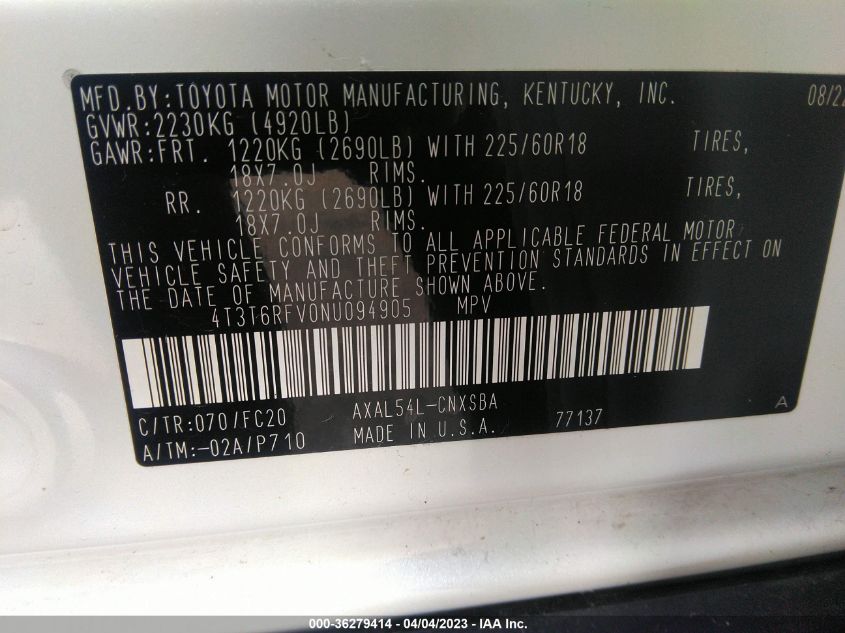 MFD.BY:TOYOTA MOTOR MANUFACTURING, KENTUCKY, INC. 08/22
GVWR:2230KG (4920LB)
GAWR:FRT. 1220KG (2690LB) WITH 225/60R18 TIRES,
18X7.0J RIMS.
RR. 1220KG (2690LB) WITH 225/60R18 TIRES,
18X7.0J RIMS.
THIS VEHICLE CONFORMS TO ALL APPLICABLE FEDERAL MOTOR
VEHICLE SAFETY AND THEFT PREVENTION STANDARDS IN EFFECT ON
THE DATE OF MANUFACTURE SHOWN ABOVE.
4T3T6RFV0NU094905 MPV
C/TR:070/FC20 AXAL54L-CNXSBA A
A/TM:-02A/P710 MADE IN U.S.A. 77137
000-36279414 - 04/04/2023 - IAA Inc.